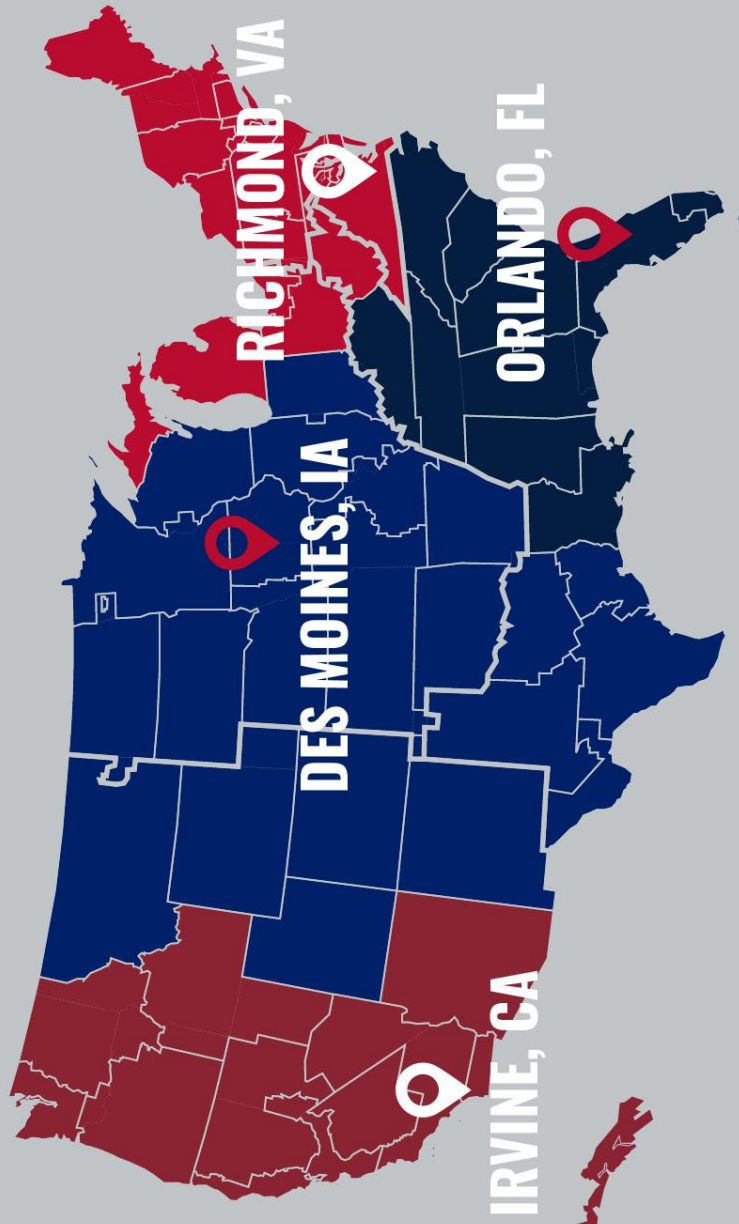 RICHMOND, VA
DES MOINES, IA
ORLANDO, FL
IRVINE, CA